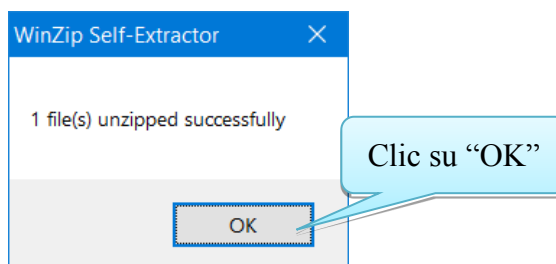 WinZip Self-Extractor
1 file(s) unzipped successfully
Clic su “OK”
OK